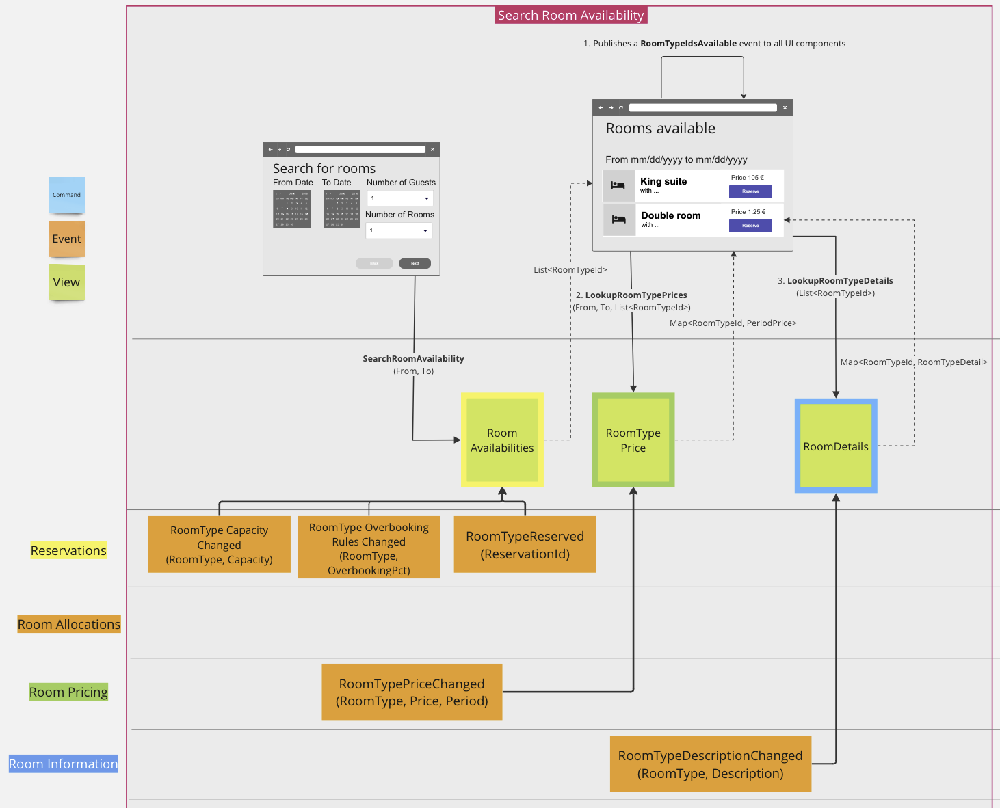 Search Room Availability
1. Publishes a RoomTypeIdsAvailable event to all UI components
Rooms available
From mm/dd/yyyy to mm/dd/yyyy
King suite
with ...
Price 105 €
Reserve
Double room
with ...
Price 1.25 €
Reserve
Search for rooms
From Date
To Date
Number of Guests
1
Number of Rooms
1
Back
Next
Command
Event
View
List<RoomTypeId>
2. LookupRoomTypePrices
(From, To, List<RoomTypeId>)
3. LookupRoomTypeDetails
(List<RoomTypeId>)
Map<RoomTypeId, PeriodPrice>
SearchRoomAvailability
(From, To)
Map<RoomTypeId, RoomTypeDetail>
Room
Availabilities
RoomType
Price
RoomDetails
Reservations
RoomType Capacity
Changed
(RoomType, Capacity)
RoomType Overbooking
Rules Changed
(RoomType,
OverbookingPct)
RoomTypeReserved
(ReservationId)
Room Allocations
Room Pricing
RoomTypePriceChanged
(RoomType, Price, Period)
Room Information
RoomTypeDescriptionChanged
(RoomType, Description)